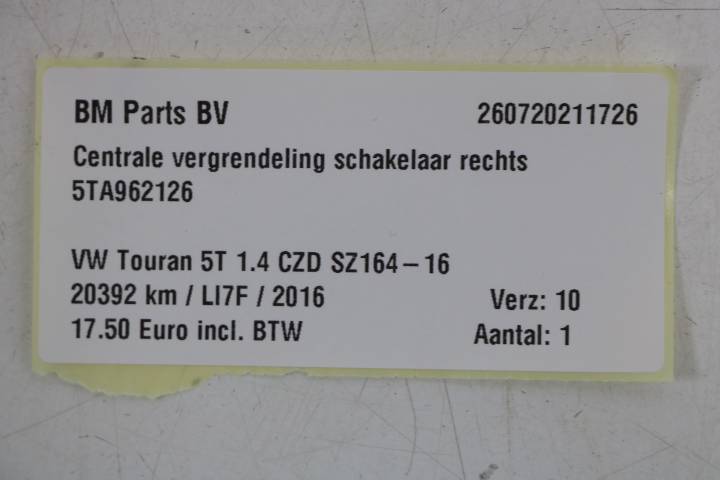 BM Parts BV 260720211726
Centrale vergrendeling schakelaar rechts
5TA962126
VW Touran 5T 1.4 CZD SZ164 – 16
20392 km / LI7F / 2016 Verz: 10
17.50 Euro incl. BTW Aantal: 1